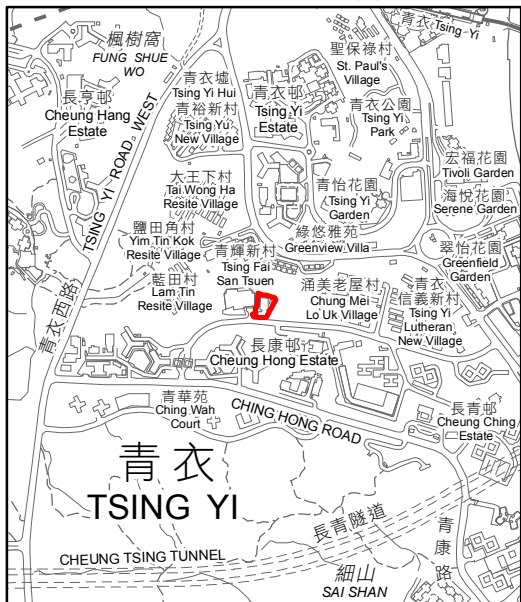 楓樹窩
FUNG SHUE
WO
青衣 Tsing Yi
聖保祿村
St. Paul's
Village
長亨邨
Cheung Hang
Estate
青衣墟
Tsing Yi Hui
青裕新村
Tsing Yu
New Village
青衣邨
Tsing Yi
Estate
青衣公園
Tsing Yi
Park
TSING YI ROAD WEST
宏福花園
Tivoli Garden
海悅花園
Serene Garden
大王下村
Tai Wong Ha
Resite Village
青怡花園
Tsing Yi
Garden
鹽田角村
Yim Tin Kok
Resite Village
綠悠雅苑
Greenview Villa
翠怡花園
Greenfield
Garden
青輝新村
Tsing Fai
San Tsuen
藍田村
Lam Tin
Resite Village
涌美老屋村
Chung Mei
Lo Uk Village
青衣
信義新村
Tsing Yi
Lutheran
New Village
青衣西路
長康邨
Cheung Hong Estate
青華苑
Ching Wah
Court
CHING HONG ROAD
長青邨
Cheung Ching
Estate
青衣
TSING YI
長青隧道
CHEUNG TSING TUNNEL
青康路
細山
SAI SHAN